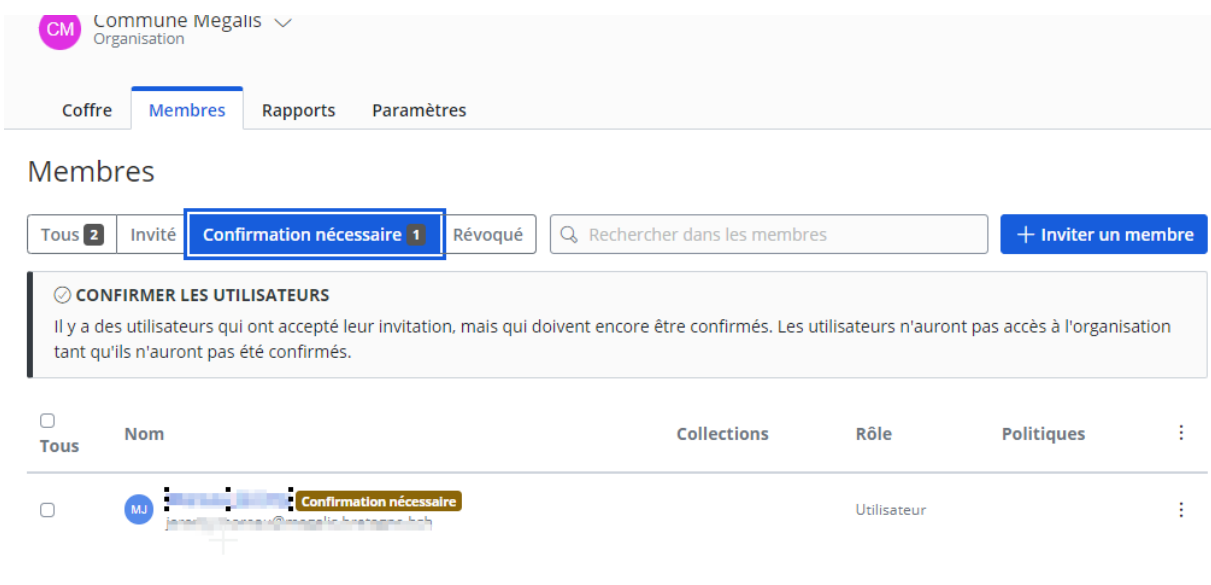 CM Commune Megalis
Organisation
Coffre Membres Rapports Paramètres
Membres
Tous 2 Invité Confirmation nécessaire 1 Révoqué Rechercher dans les membres + Inviter un membre
CONFIRMER LES UTILISATEURS
Il y a des utilisateurs qui ont accepté leur invitation, mais qui doivent encore être confirmés. Les utilisateurs n'auront pas accès à l'organisation
tant qu'ils n'auront pas été confirmés.
Tous Nom Collections Rôle Politiques
MJ Confirmation nécessaire
Utilisateur